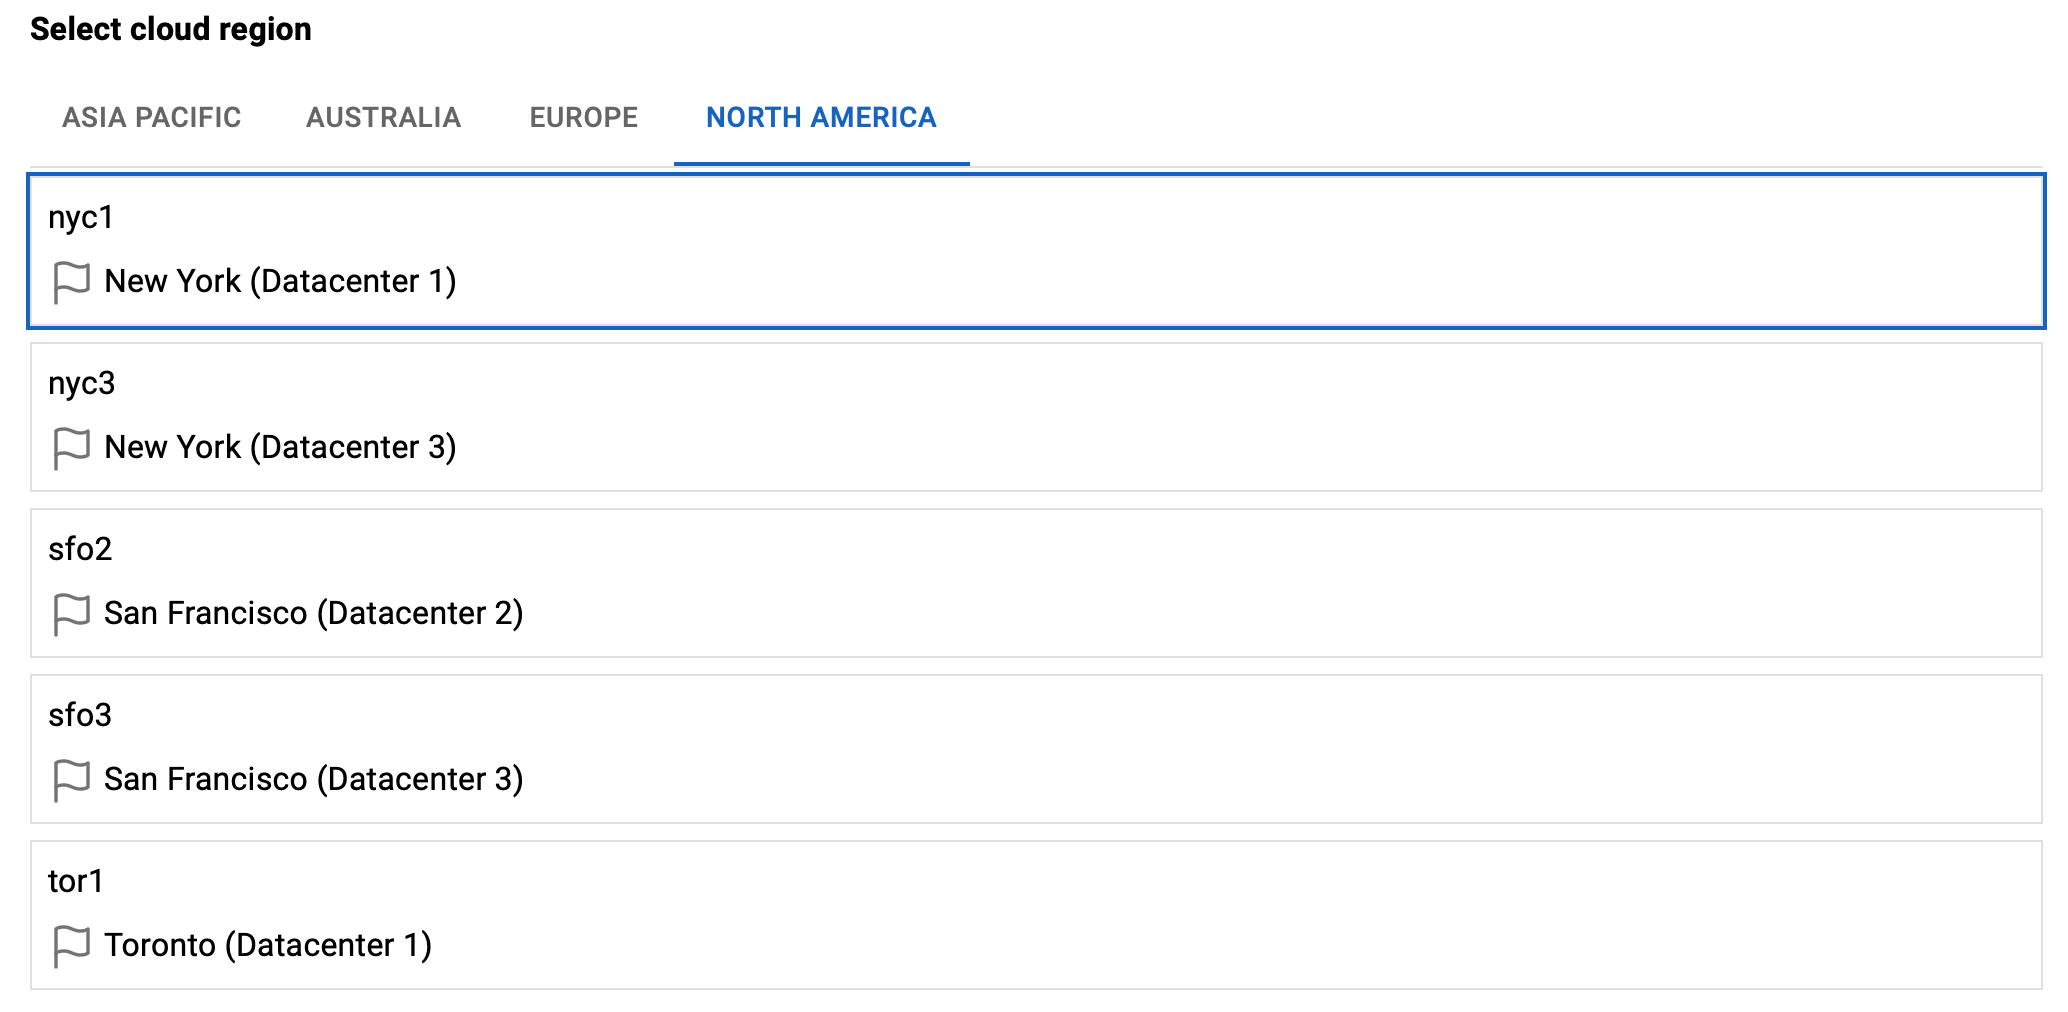 Select cloud region
ASIA PACIFIC AUSTRALIA EUROPE NORTH AMERICA
nyc1
New York (Datacenter 1)
nyc3
New York (Datacenter 3)
sfo2
San Francisco (Datacenter 2)
sfo3
San Francisco (Datacenter 3)
tor1
Toronto (Datacenter 1)